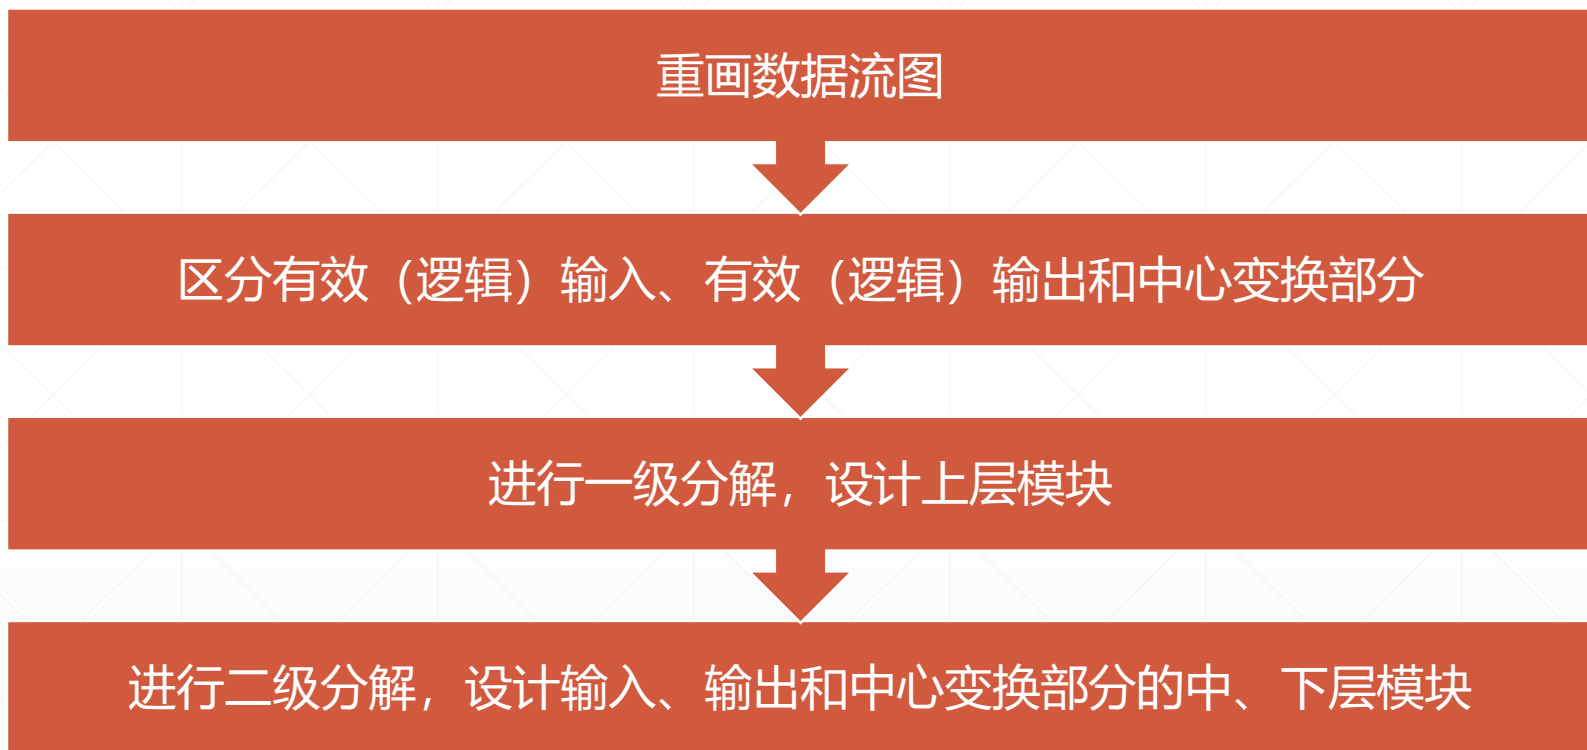 重画数据流图
区分有效（逻辑）输入、有效（逻辑）输出和中心变换部分
进行一级分解，设计上层模块
进行二级分解，设计输入、输出和中心变换部分的中、下层模块